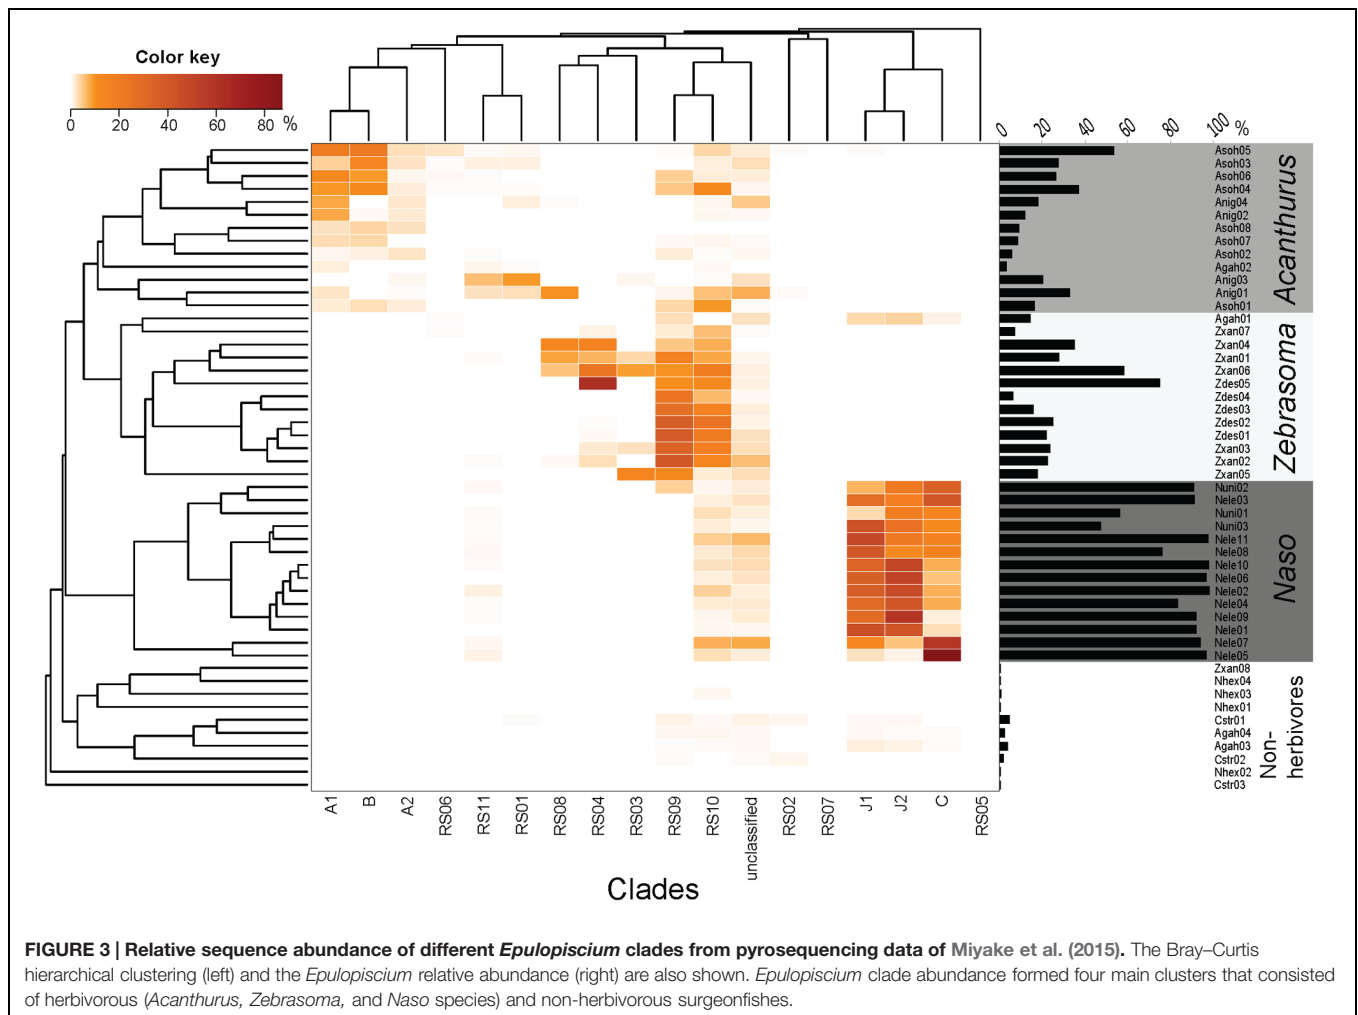 Color key
0 20 40 60 80 %
0 20 40 60 80 100 %
Asoh05
Asoh03
Asoh06
Asoh04
Anig04
Anig02
Asoh08
Asoh07
Asoh02
Agah02
Anig03
Anig01
Asoh01
Agah01
Zxan07
Zxan04
Zxan01
Zxan06
Zdes05
Zdes04
Zdes03
Zdes02
Zdes01
Zxan03
Zxan02
Zxan05
Nuni02
Nele03
Nuni01
Nuni03
Nele11
Nele08
Nele10
Nele06
Nele02
Nele04
Nele09
Nele01
Nele07
Nele05
Zxan08
Nhex04
Nhex03
Nhex01
Cstr01
Agah04
Agah03
Cstr02
Nhex02
Cstr03
Acanthurus
Zebrasoma
Naso
Non-
herbivores
A1 B A2 RS06 RS11 RS01 RS08 RS04 RS03 RS09 RS10 unclassified RS02 RS07 J1 J2 C RS05
Clades
FIGURE 3 | Relative sequence abundance of different Epulopiscium clades from pyrosequencing data of Miyake et al. (2015). The Bray–Curtis
hierarchical clustering (left) and the Epulopiscium relative abundance (right) are also shown. Epulopiscium clade abundance formed four main clusters that consisted
of herbivorous (Acanthurus, Zebrasoma, and Naso species) and non-herbivorous surgeonfishes.